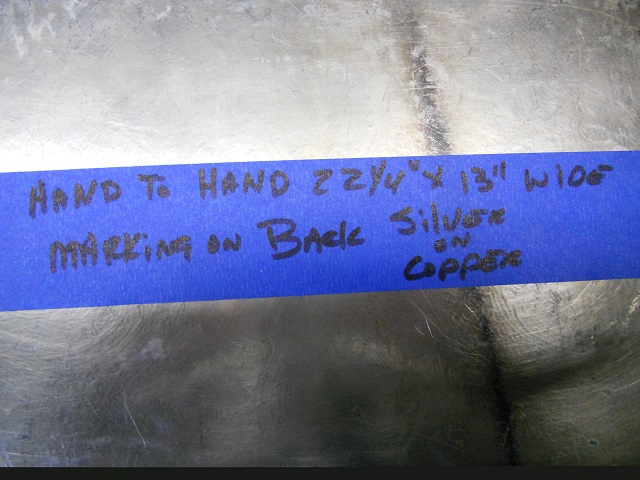 HAND TO HAND 22 1/4" X 13" WIDE
MARKING ON BACK SILVER
ON
COPPER